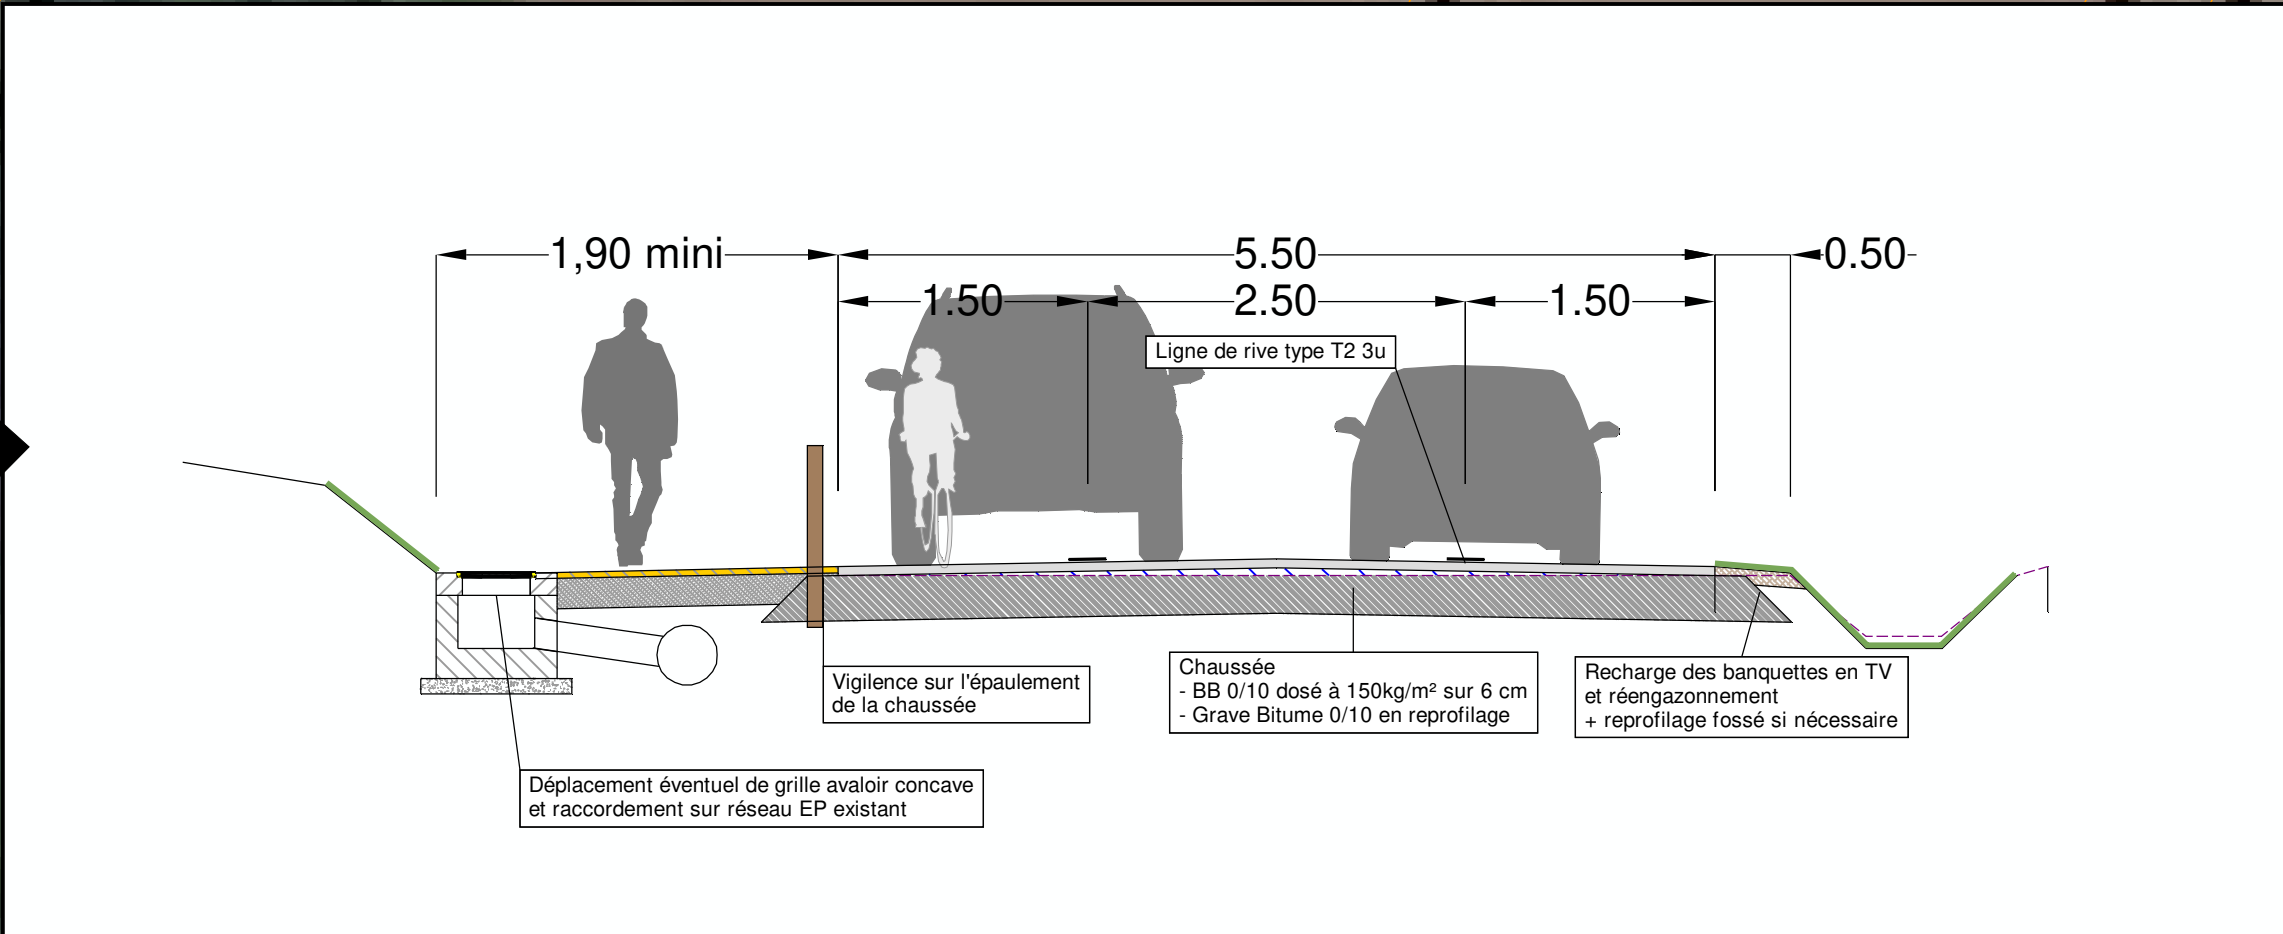 1,90 mini
5.50
0.50
1.50
2.50
1.50
Ligne de rive type T2 3u
Vigilence sur l'épaulement
de la chaussée
Chaussée
- BB 0/10 dosé à 150kg/m² sur 6 cm
- Grave Bitume 0/10 en reprofilage
Recharge des banquettes en TV
et réengazonnement
+ reprofilage fossé si nécessaire
Déplacement éventuel de grille avaloir concave
et raccordement sur réseau EP existant